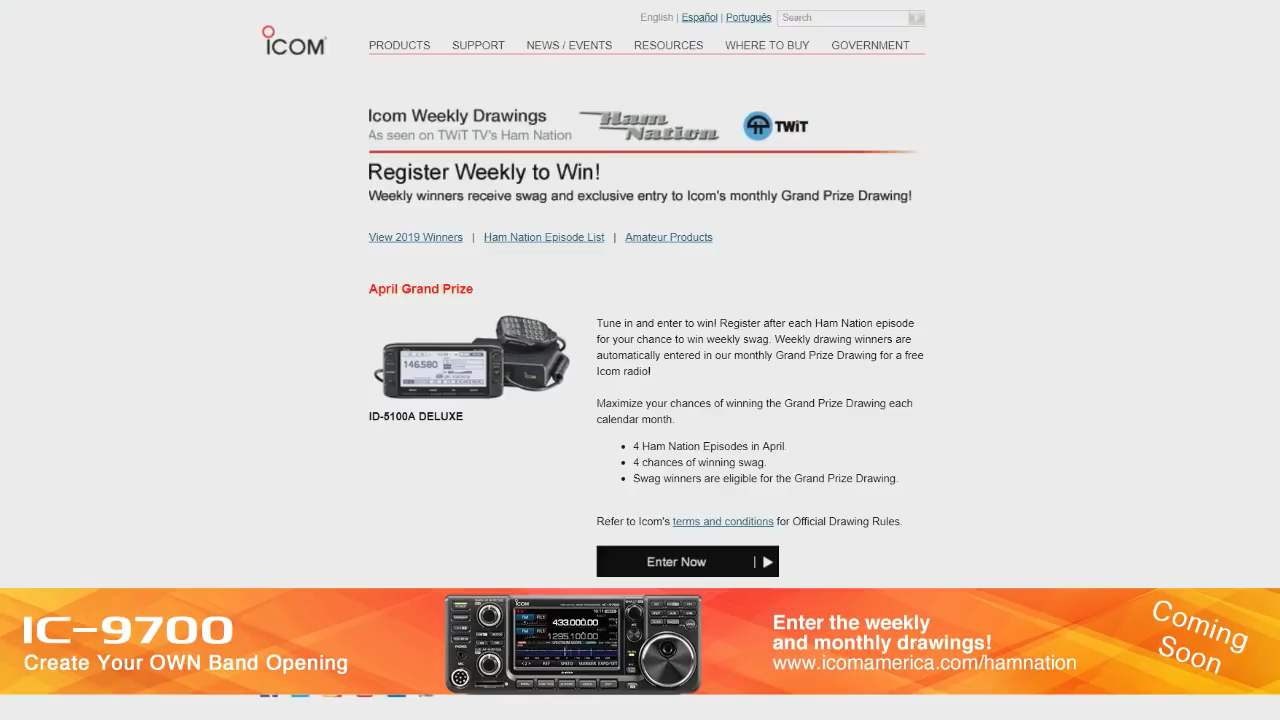 English | Español | Português
Search
ICOM
PRODUCTS SUPPORT NEWS / EVENTS RESOURCES WHERE TO BUY GOVERNMENT
Icom Weekly Drawings
As seen on TWiT TV's Ham Nation
Ham Nation
TWiT
Register Weekly to Win!
Weekly winners receive swag and exclusive entry to Icom's monthly Grand Prize Drawing!
View 2019 Winners | Ham Nation Episode List | Amateur Products
April Grand Prize
146.580
ICOM
ID-5100A DELUXE
Tune in and enter to win! Register after each Ham Nation episode
for your chance to win weekly swag. Weekly drawing winners are
automatically entered in our monthly Grand Prize Drawing for a free
Icom radio!
Maximize your chances of winning the Grand Prize Drawing each
calendar month.
• 4 Ham Nation Episodes in April.
• 4 chances of winning swag.
• Swag winners are eligible for the Grand Prize Drawing.
Refer to Icom's terms and conditions for Official Drawing Rules.
Enter Now |
IC-9700
Create Your OWN Band Opening
ICOM
IC-9700
433.000.00
1295.100.00
Enter the weekly
and monthly drawings!
www.icomamerica.com/hamnation
Coming
Soon